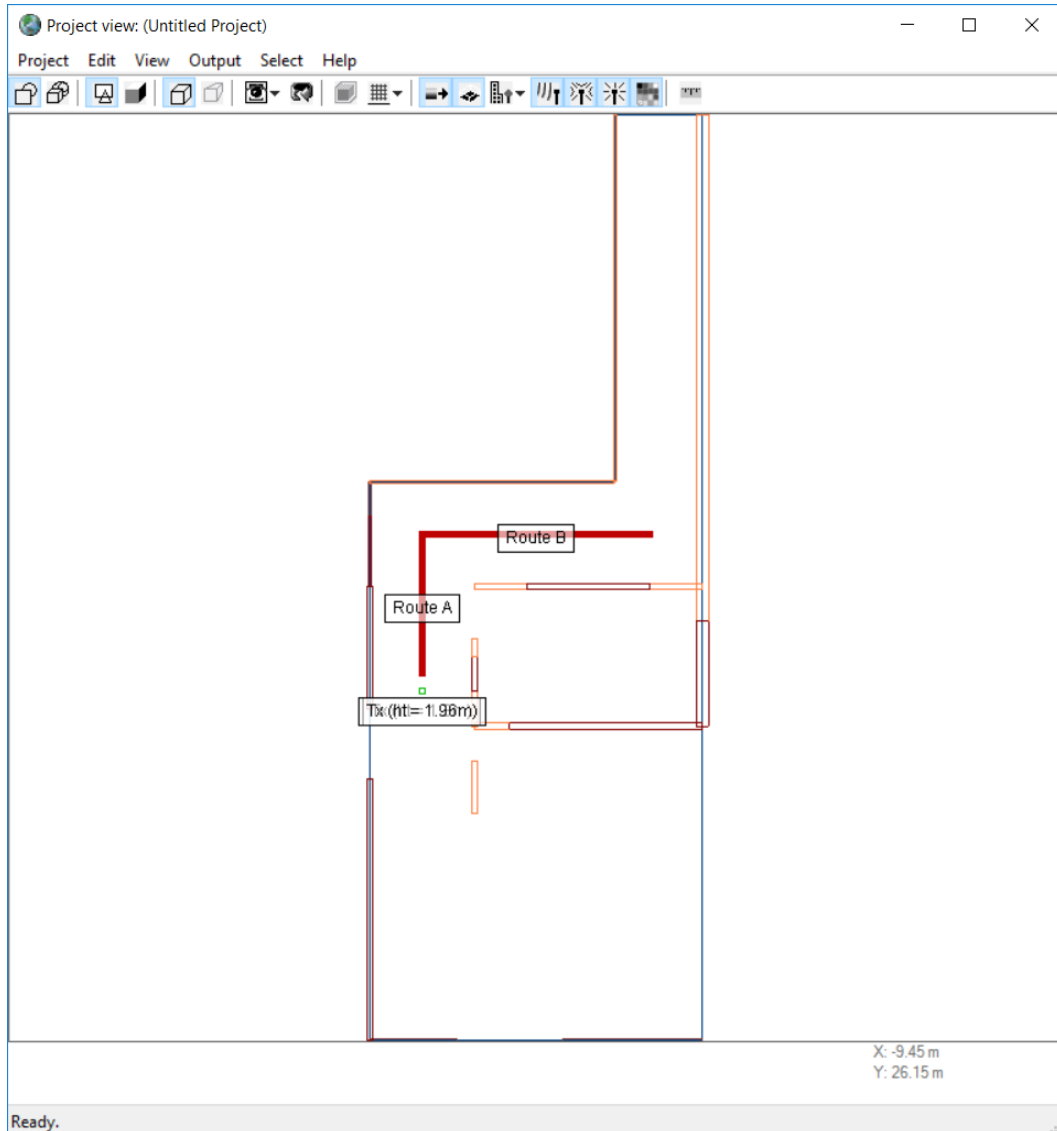 Project view: (Untitled Project)
Project Edit View Output Select Help
Route B
Route A
Tx (ht = 1.96m)
X: -9.45 m
Y: 26.15 m
Ready.